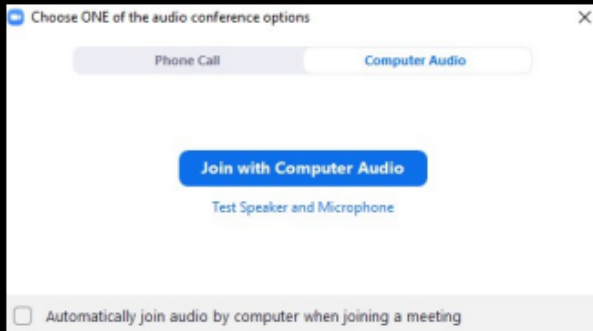 Choose ONE of the audio conference options
Phone Call
Computer Audio
Join with Computer Audio
Test Speaker and Microphone
Automatically join audio by computer when joining a meeting